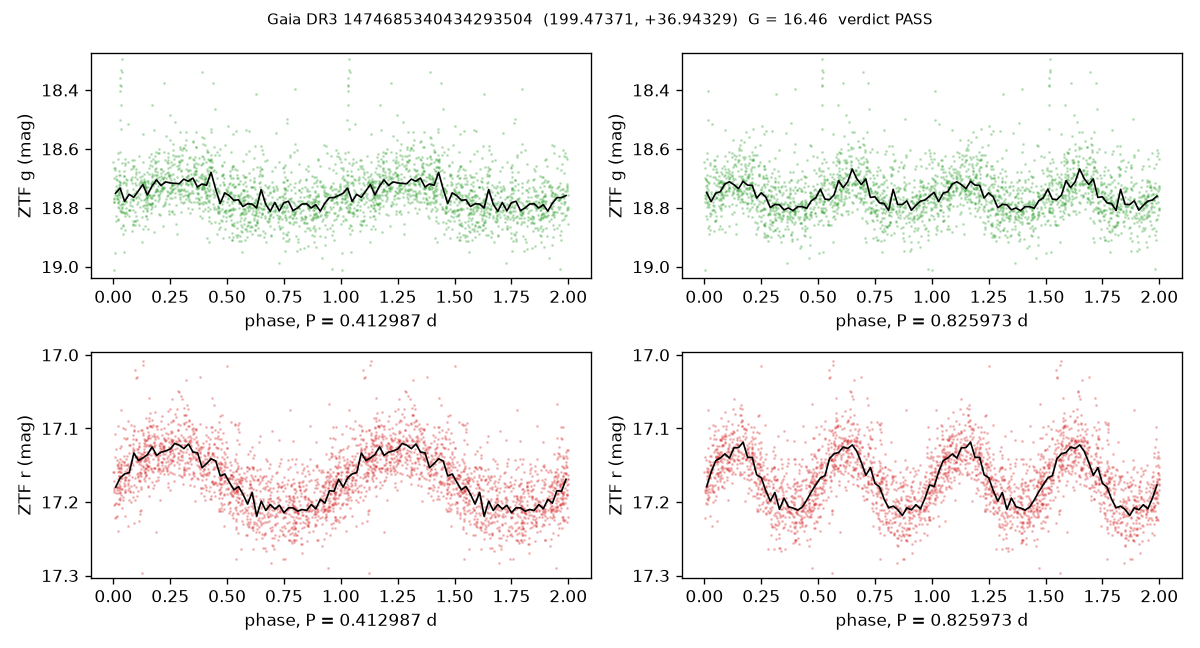 Gaia DR3 1474685340434293504 (199.47371, +36.94329) G = 16.46 verdict PASS
ZTF g (mag)
18.4
18.6
18.8
19.0
0.00 0.25 0.50 0.75 1.00 1.25 1.50 1.75 2.00
phase, P = 0.412987 d
ZTF g (mag)
18.4
18.6
18.8
19.0
0.00 0.25 0.50 0.75 1.00 1.25 1.50 1.75 2.00
phase, P = 0.825973 d
ZTF r (mag)
17.0
17.1
17.2
17.3
0.00 0.25 0.50 0.75 1.00 1.25 1.50 1.75 2.00
phase, P = 0.412987 d
ZTF r (mag)
17.0
17.1
17.2
17.3
0.00 0.25 0.50 0.75 1.00 1.25 1.50 1.75 2.00
phase, P = 0.825973 d